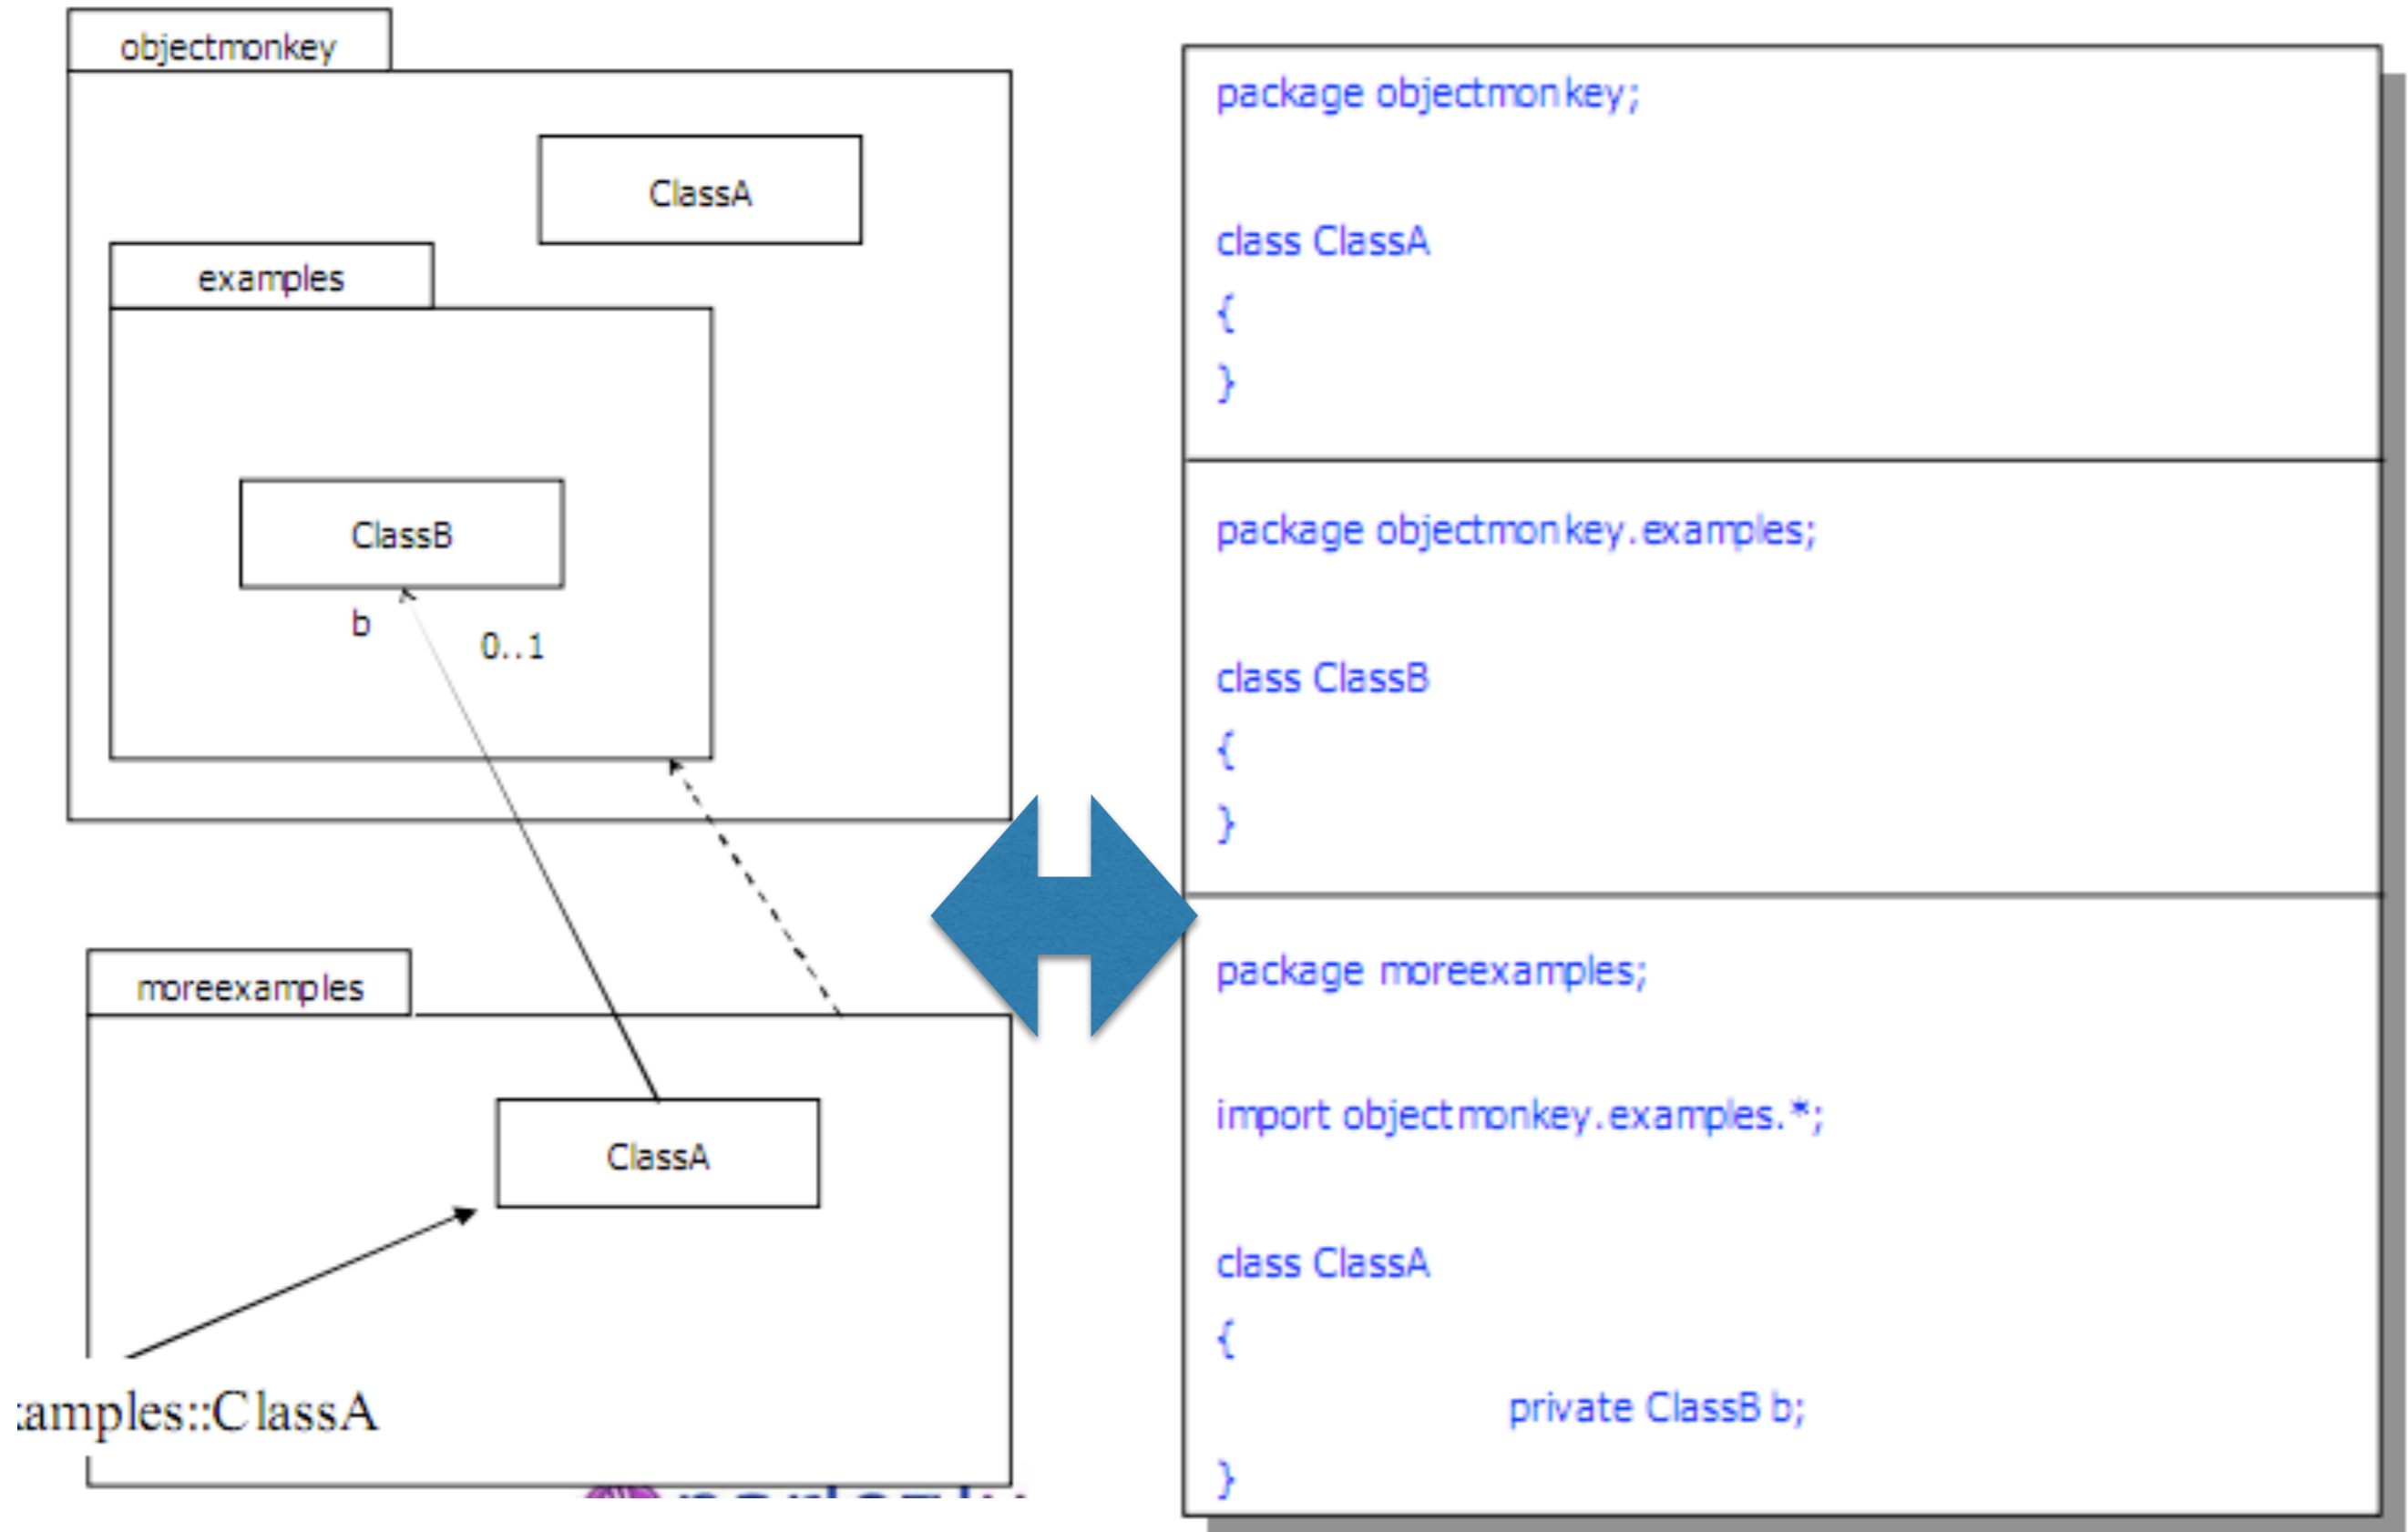 objectmonkey
ClassA
examples
ClassB
b
0..1
moreexamples
ClassA
amples::ClassA
package objectmonkey;
class ClassA
{
}
package objectmonkey.examples;
class ClassB
{
}
package moreexamples;
import objectmonkey.examples.*;
class ClassA
{
private ClassB b;
}